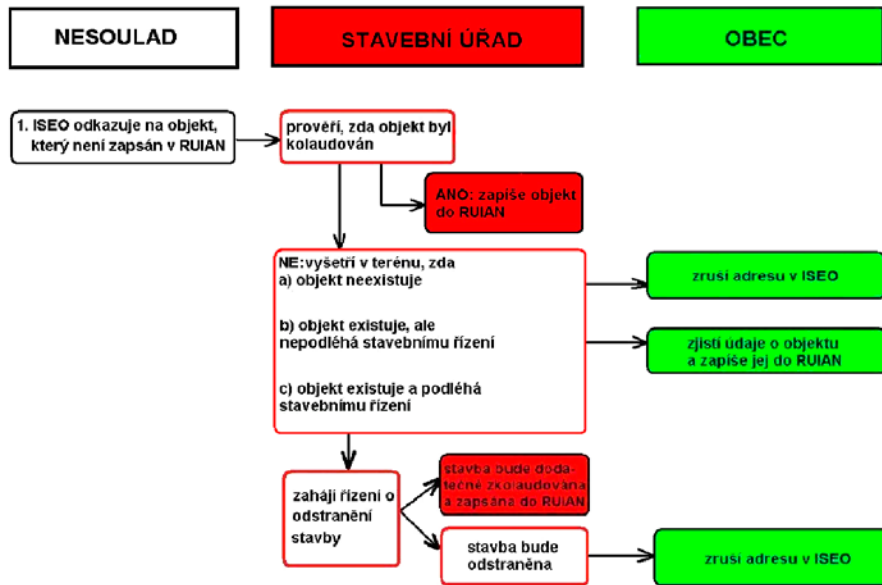 NESOULAD
STAVEBNÍ ÚŘAD
OBEC
1. ISEO odkazuje na objekt,
který není zapsán v RUIAN
prověří, zda objekt byl
kolaudován
ANO: zapíše objekt
do RUIAN
NE:vyšetří v terénu, zda
a) objekt neexistuje
b) objekt existuje, ale
nepodléhá stavebnímu řízení
c) objekt existuje a podléhá
stavebnímu řízení
zruší adresu v ISEO
zjistí údaje o objektu
a zapíše jej do RUIAN
zahájí řízení o
odstranění
stavby
stavba bude doda-
tečně zkolaudována
a zapsána do RUIAN
stavba bude
odstraněna
zruší adresu v ISEO